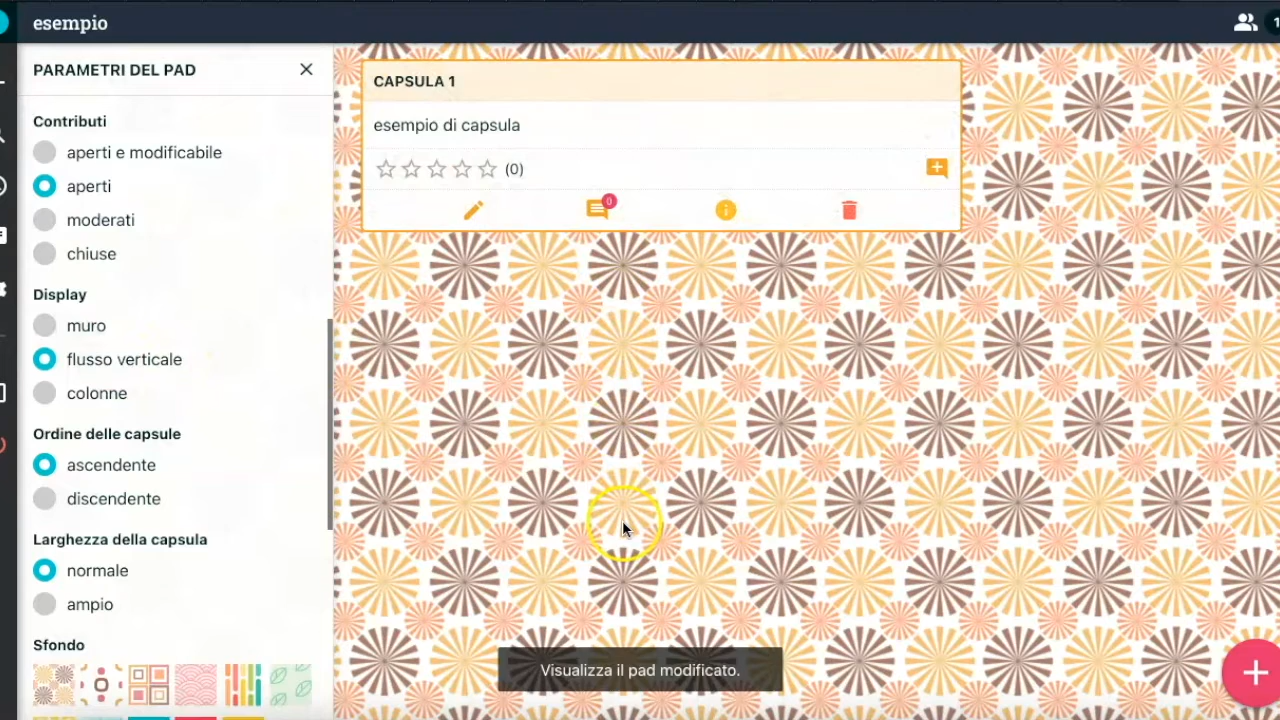 esempio
1
PARAMETRI DEL PAD
Contributi
aperti e modificabile
aperti
moderati
chiuse
Display
muro
flusso verticale
colonne
Ordine delle capsule
ascendente
discendente
Larghezza della capsula
normale
ampio
Sfondo
CAPSULA 1
esempio di capsula
(0)
0
Visualizza il pad modificato.